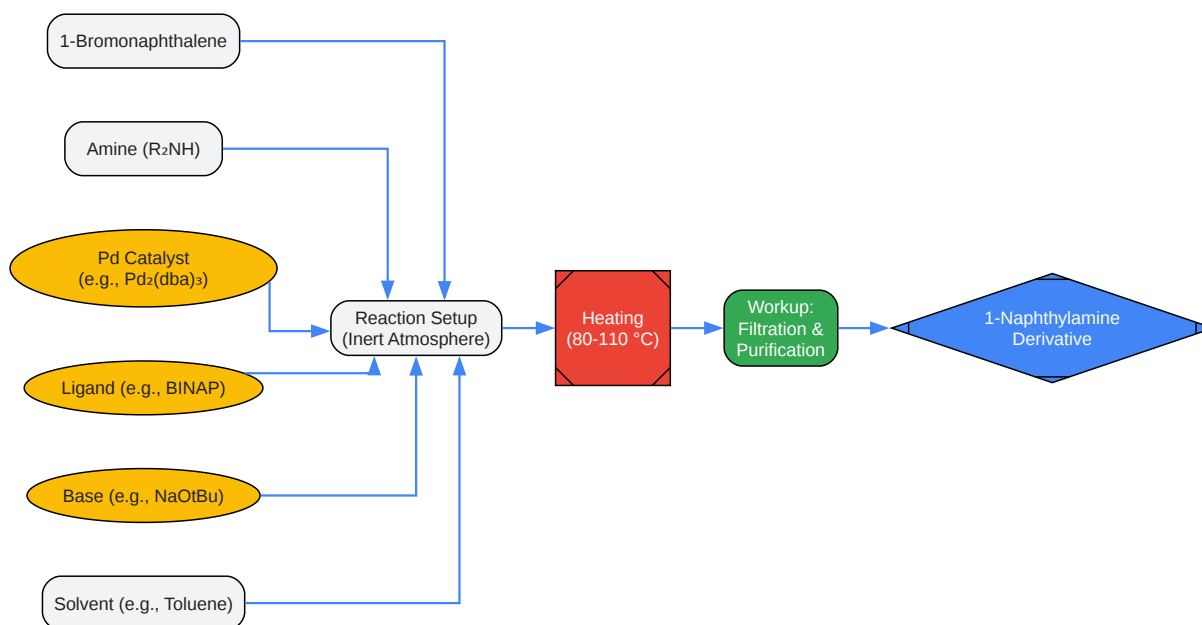 1-Bromonaphthalene
Amine (R₂NH)
Pd Catalyst
(e.g., Pd₂(dba)₃)
Ligand (e.g., BINAP)
Base (e.g., NaOtBu)
Solvent (e.g., Toluene)
Reaction Setup
(Inert Atmosphere)
Heating
(80-110 °C)
Workup:
Filtration &
Purification
1-Naphthylamine
Derivative